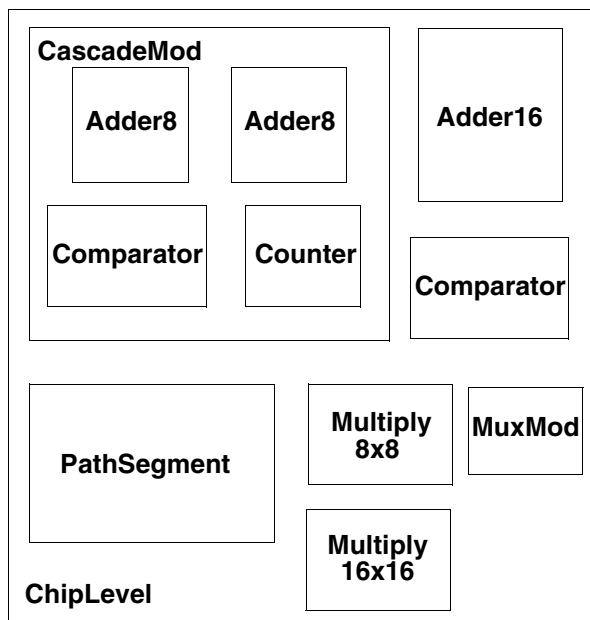 CascadeMod
Adder8
Adder8
Adder16
Comparator
Counter
Comparator
PathSegment
Multiply
8x8
MuxMod
Multiply
16x16
ChipLevel